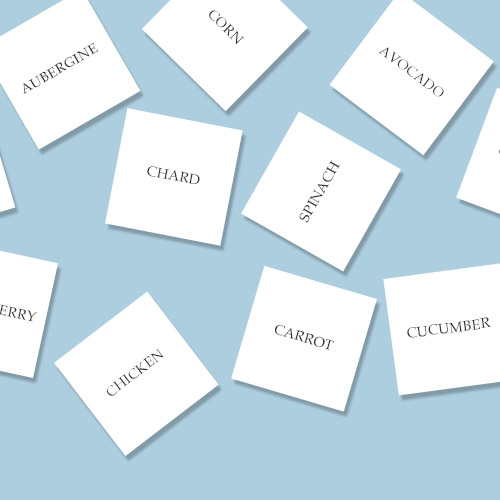 AUBERGINE
CORN
AVOCADO
CHARD
SPINACH
ERRY
CARROT
CUCUMBER
CHICKEN